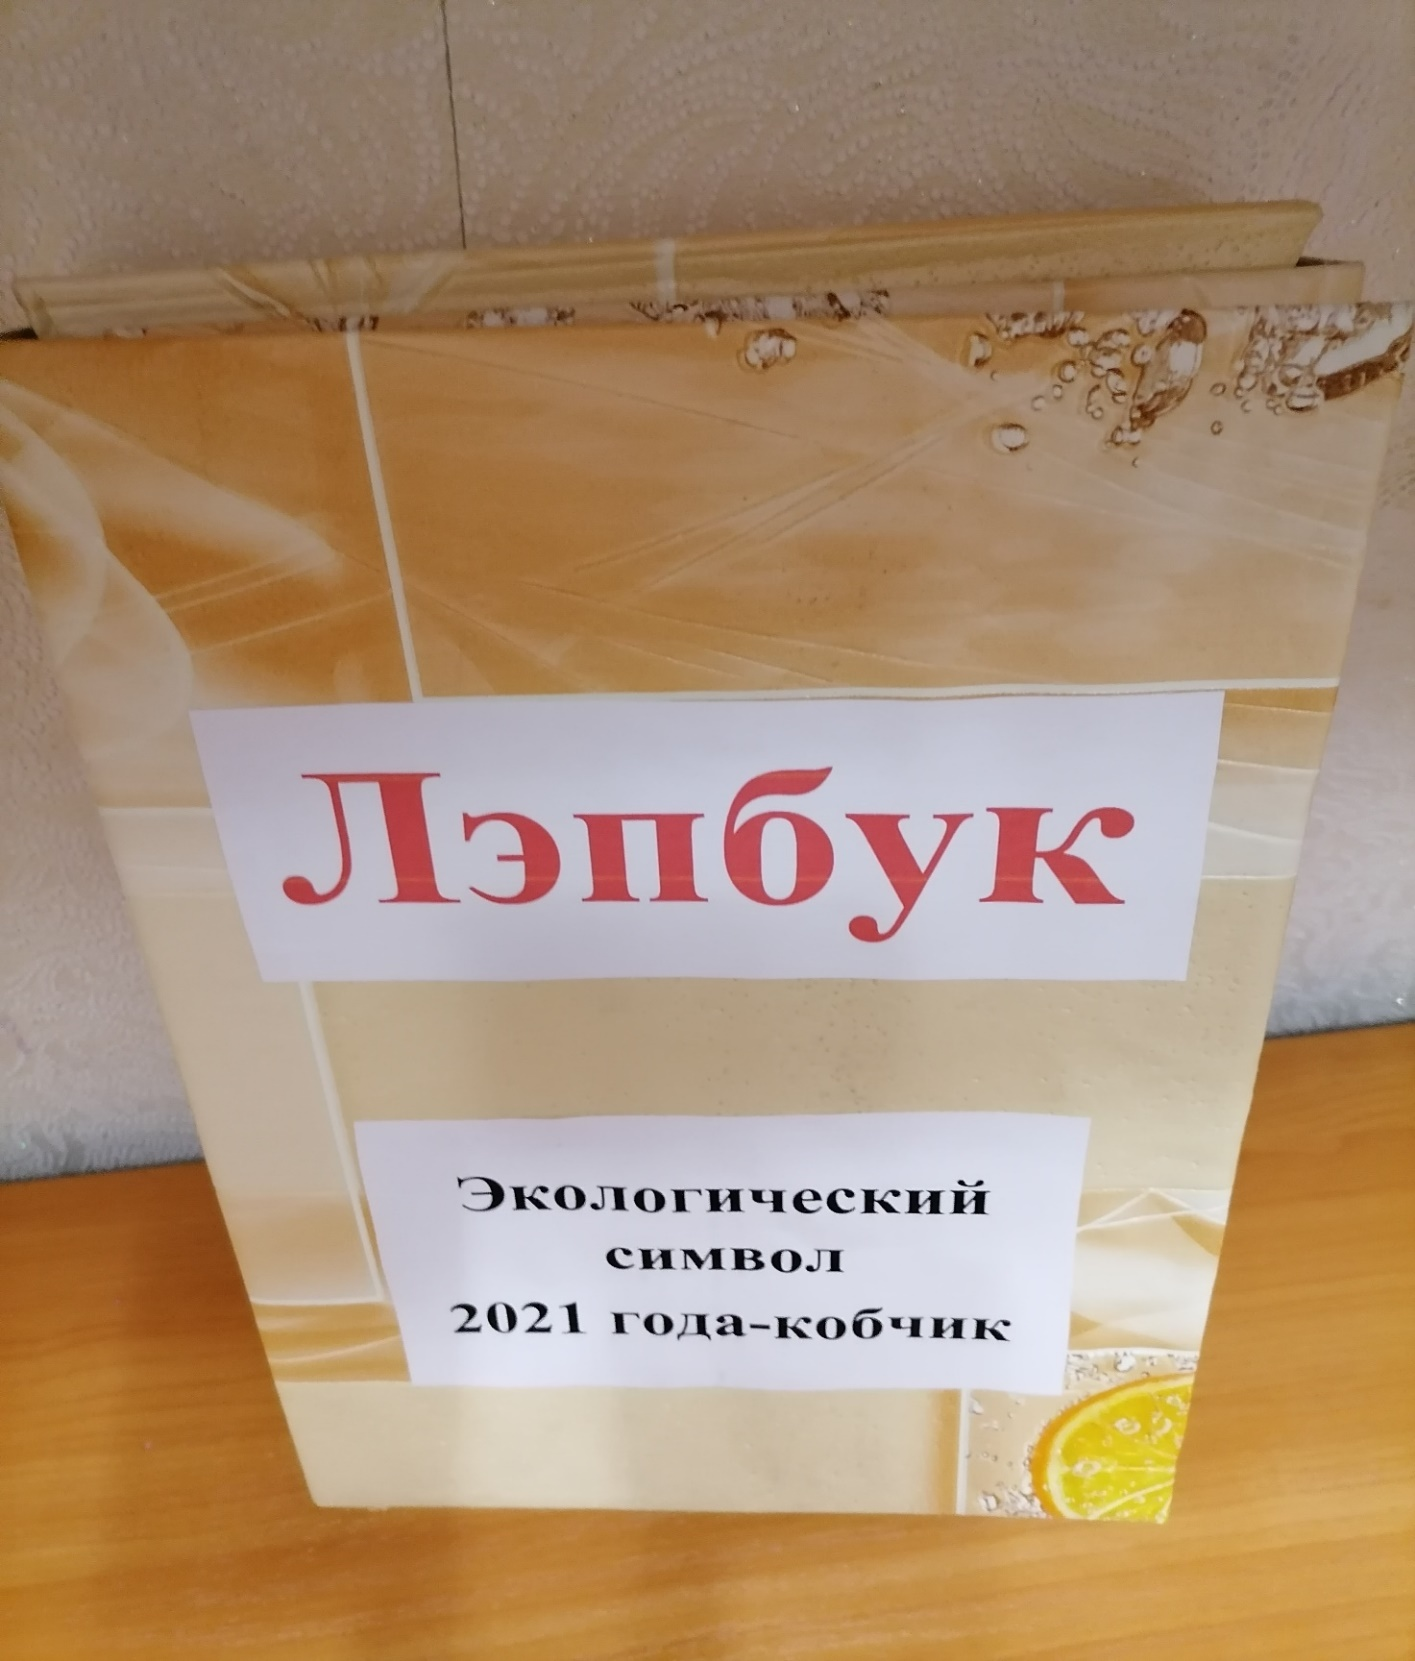 Лэпбук
Экологический
символ
2021 года-кобчик